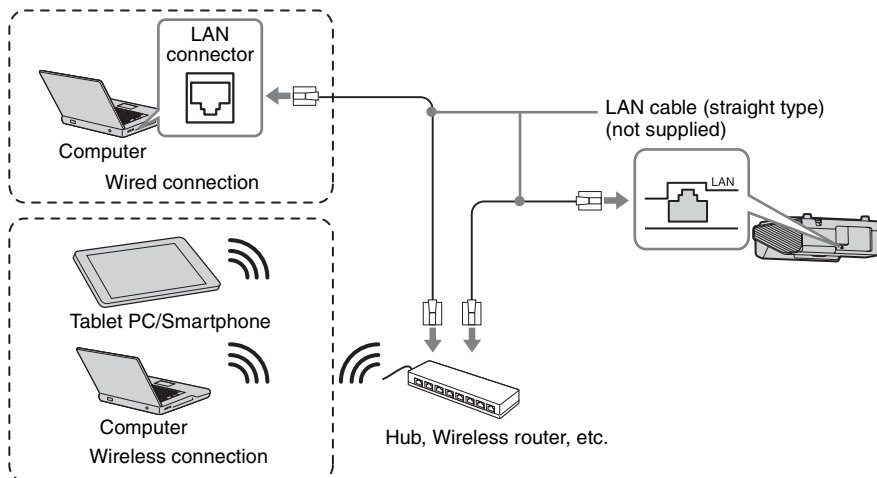 LAN
connector
Computer
Wired connection
LAN cable (straight type)
(not supplied)
LAN
Tablet PC/Smartphone
Computer
Wireless connection
Hub, Wireless router, etc.